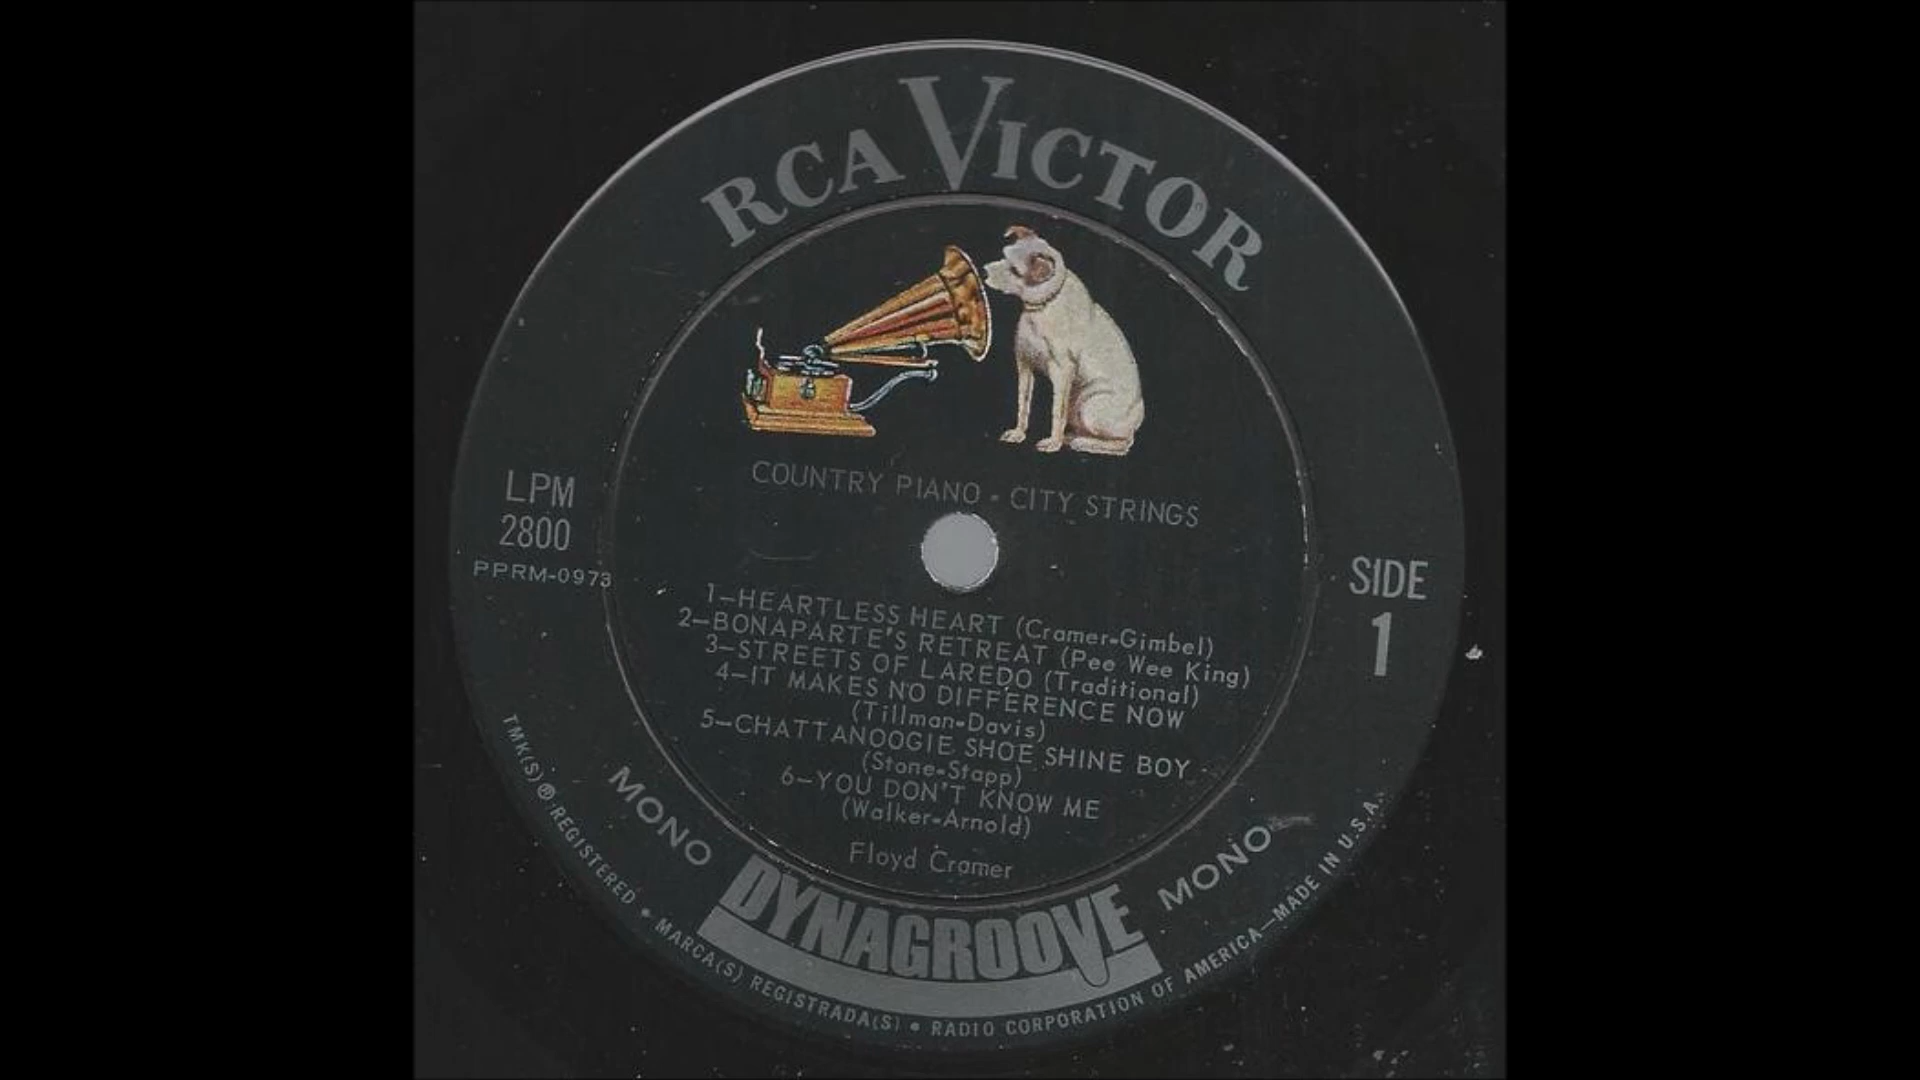 RCA VICTOR
COUNTRY PIANO - CITY STRINGS
LPM
2800
PPRM-0973
SIDE
1
1—HEARTLESS HEART (Cramer-Gimbel)
2—BONAPARTE'S RETREAT (Pee Wee King)
3—STREETS OF LAREDO (Traditional)
4—IT MAKES NO DIFFERENCE NOW
(Tillman-Davis)
5—CHATTANOOGIE SHOE SHINE BOY
(Stone-Stapp)
6—YOU DON'T KNOW ME
(Walker-Arnold)
Floyd Cramer
MONO DYNAGROOVE MONO
TMK(S) ® REGISTERED • MARCA(S) REGISTRADA(S) • RADIO CORPORATION OF AMERICA—MADE IN U.S.A.